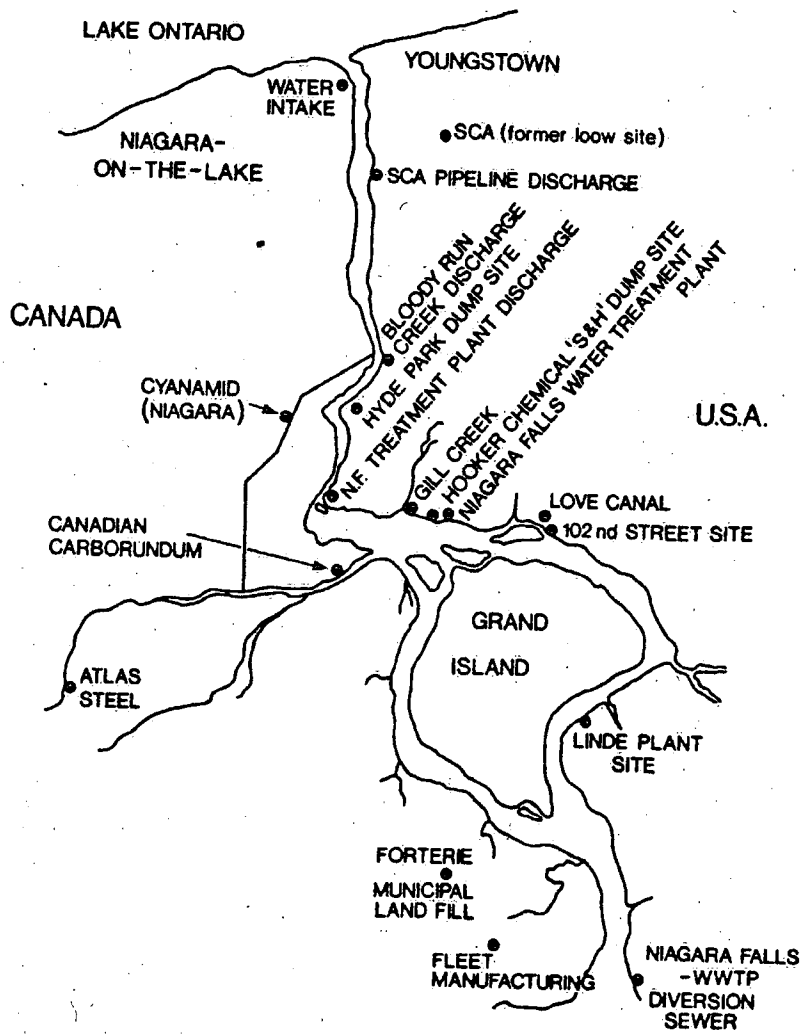 LAKE ONTARIO
YOUNGSTOWN
WATER
INTAKE
SCA (former loow site)
NIAGARA-
ON-THE-LAKE
SCA PIPELINE DISCHARGE
BLOODY RUN
CREEK DISCHARGE
HYDE PARK DUMP SITE
N.F. TREATMENT PLANT DISCHARGE
CANADA
CYANAMID
(NIAGARA)
U.S.A.
GILL CREEK
HOOKER CHEMICAL 'S&H' DUMP SITE
NIAGARA FALLS WATER TREATMENT
PLANT
LOVE CANAL
102nd STREET SITE
CANADIAN
CARBORUNDUM
GRAND
ISLAND
ATLAS
STEEL
LINDE PLANT
SITE
FORTERIE
MUNICIPAL
LAND FILL
FLEET
MANUFACTURING
NIAGARA FALLS
-WWTP
DIVERSION
SEWER